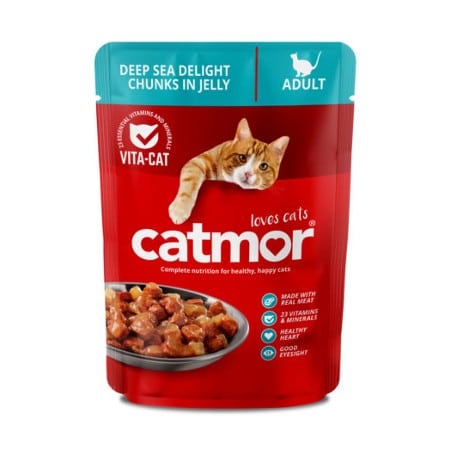 DEEP SEA DELIGHT
CHUNKS IN JELLY
ADULT
23 ESSENTIAL VITAMINS AND MINERALS
VITA-CAT
loves cats
catmor®
Complete nutrition for healthy, happy cats
MADE WITH
REAL MEAT
23 VITAMINS
& MINERALS
HEALTHY
HEART
GOOD
EYESIGHT